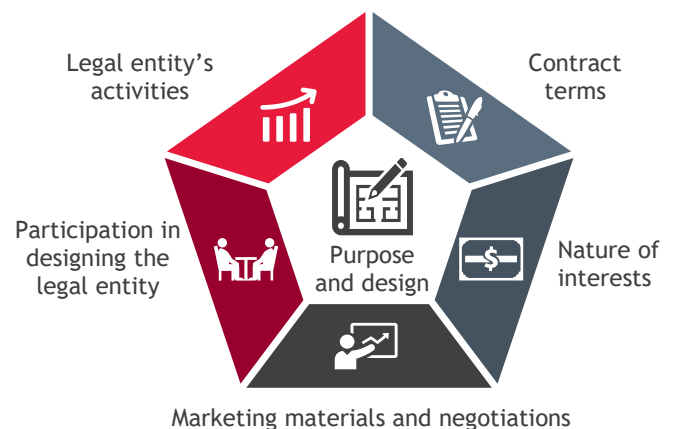 Legal entity's
activities
Contract
terms
Participation in
designing the
legal entity
Purpose
and design
$
Nature of
interests
Marketing materials and negotiations